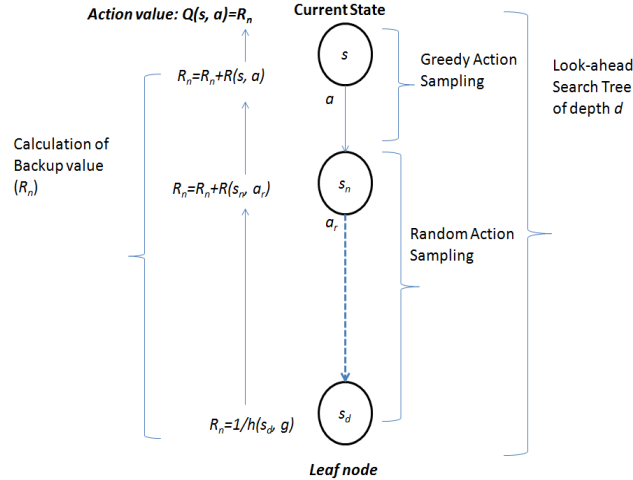 Action value: Q(s, a)=Rn
Current State
s
Rn=Rn+R(s, a)
a
Greedy Action
Sampling
Look-ahead
Search Tree
of depth d
Calculation of
Backup value
(Rn)
Rn=Rn+R(sn, ar)
sn
ar
Random Action
Sampling
Rn=1/h(sd, g)
sd
Leaf node